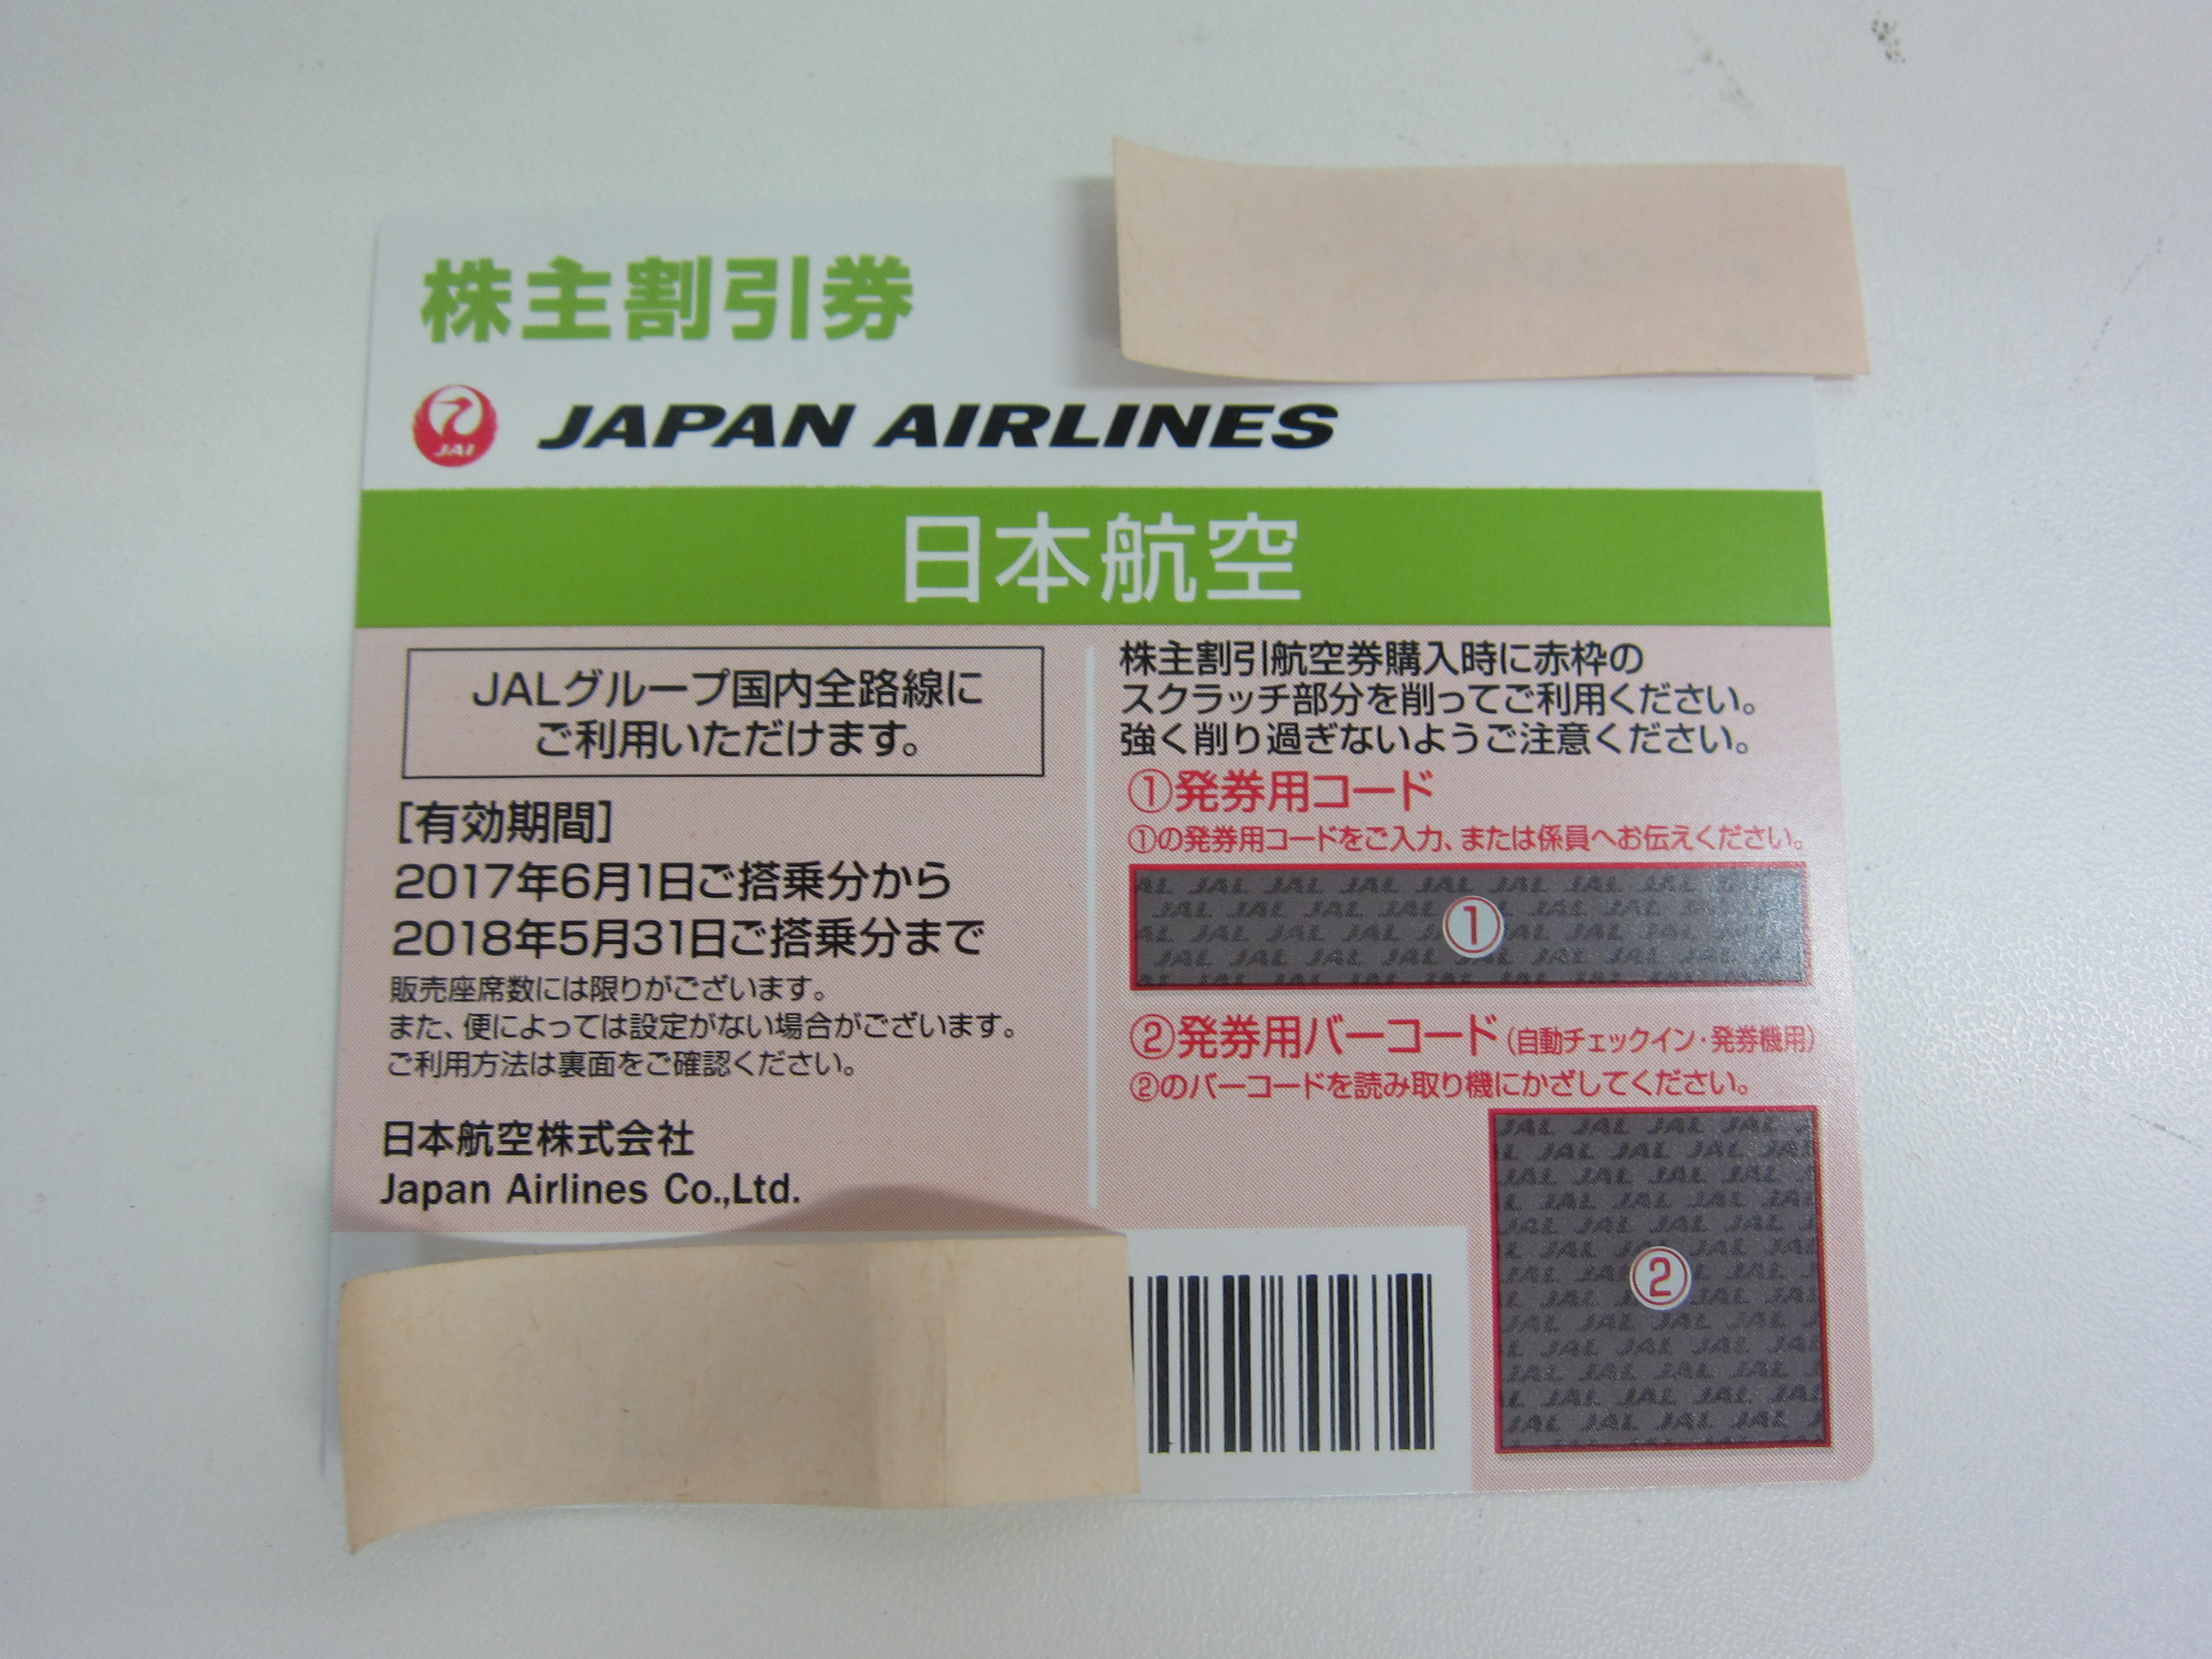 株主割引券
JAL JAPAN AIRLINES
日本航空
JALグループ国内全路線に
ご利用いただけます。
[有効期間]
2017年6月1日ご搭乗分から
2018年5月31日ご搭乗分まで
販売座席数には限りがございます。
また、便によっては設定がない場合がございます。
ご利用方法は裏面をご確認ください。
日本航空株式会社
Japan Airlines Co.,Ltd.
株主割引航空券購入時に赤枠の
スクラッチ部分を削ってご利用ください。
強く削り過ぎないようご注意ください。
①発券用コード
①の発券用コードをご入力、または係員へお伝えください。
①
②発券用バーコード(自動チェックイン・発券機用)
②のバーコードを読み取り機にかざしてください。
②